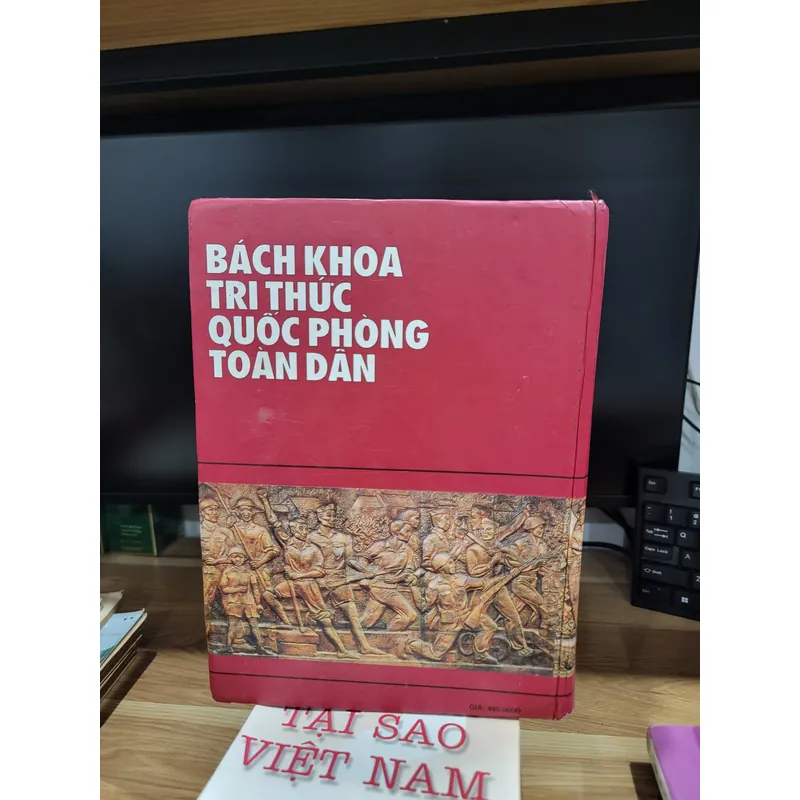 BÁCH KHOA
TRI THỨC
QUỐC PHÒNG
TOÀN DÂN
TẠI SAO
VIỆT NAM